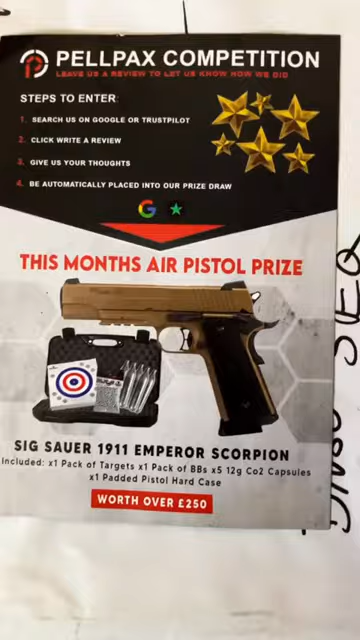 PELLPAX COMPETITION
LEAVE US A REVIEW TO LET US KNOW HOW WE DID
STEPS TO ENTER:
1. SEARCH US ON GOOGLE OR TRUSTPILOT
2. CLICK WRITE A REVIEW
3. GIVE US YOUR THOUGHTS
4. BE AUTOMATICALLY PLACED INTO OUR PRIZE DRAW
THIS MONTHS AIR PISTOL PRIZE
SIG SAUER 1911 EMPEROR SCORPION
Included: x1 Pack of Targets x1 Pack of BBs x5 12g Co2 Capsules
x1 Padded Pistol Hard Case
WORTH OVER £250